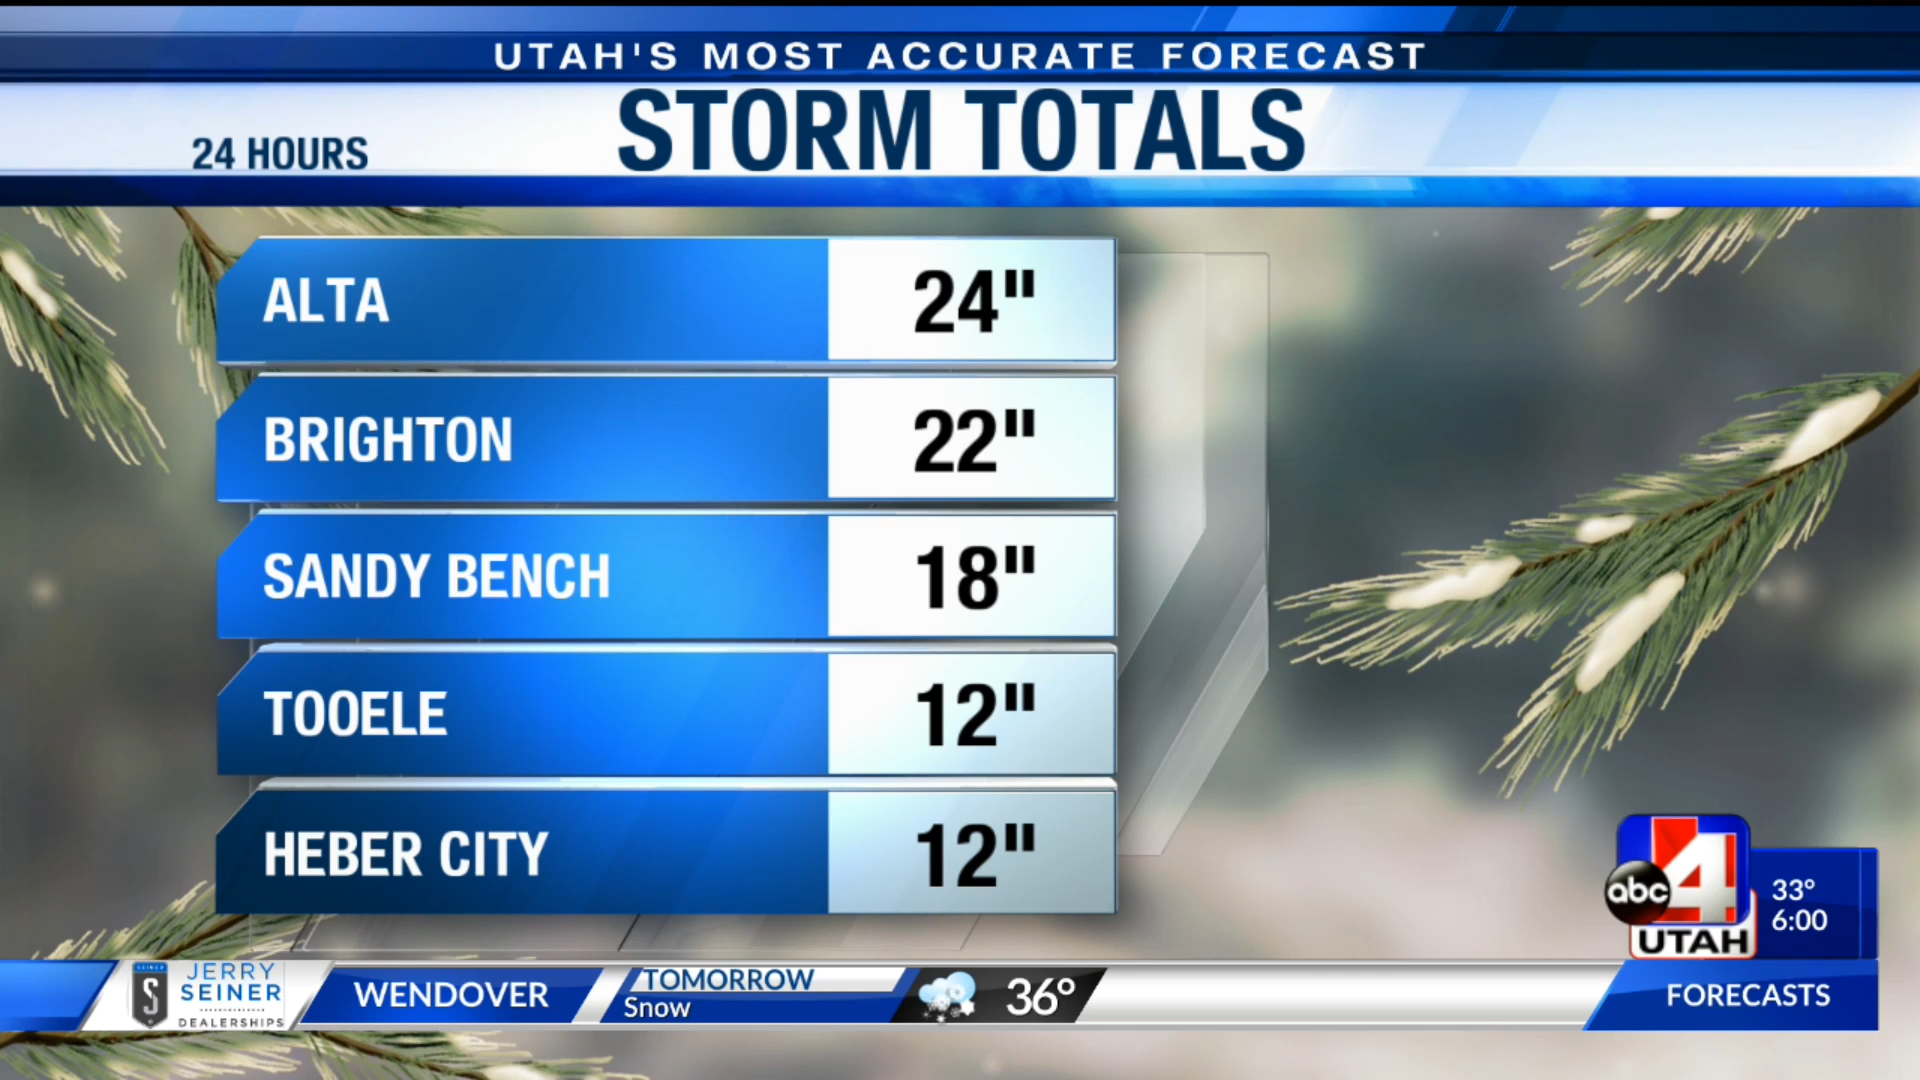 UTAH'S MOST ACCURATE FORECAST
24 HOURS
STORM TOTALS
ALTA 24"
BRIGHTON 22"
SANDY BENCH 18"
TOOELE 12"
HEBER CITY 12"
abc 4
UTAH
33°
6:00
SEINER
S
JERRY
SEINER
DEALERSHIPS
WENDOVER
TOMORROW
Snow
36°
FORECASTS